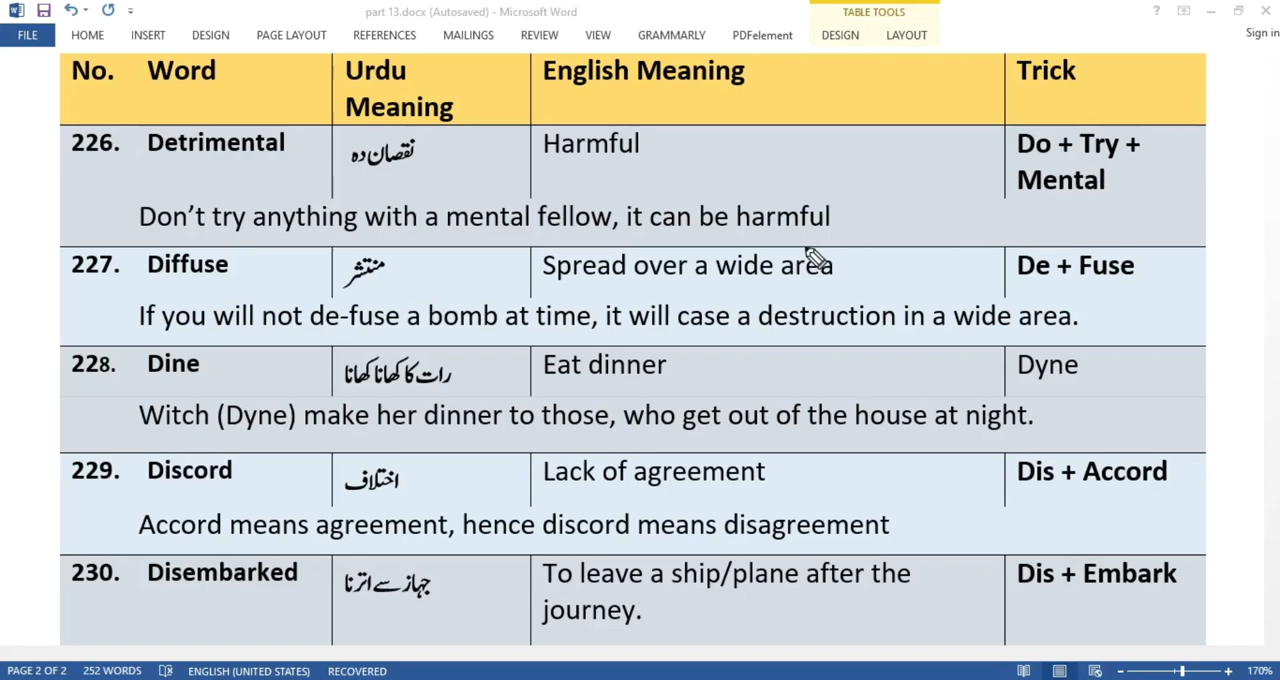 part 13.docx (Autosaved) - Microsoft Word
TABLE TOOLS
FILE HOME INSERT DESIGN PAGE LAYOUT REFERENCES MAILINGS REVIEW VIEW GRAMMARLY PDFelement DESIGN LAYOUT Sign in
No. Word Urdu Meaning English Meaning Trick
226. Detrimental نقصان دہ Harmful Do + Try + Mental
Don’t try anything with a mental fellow, it can be harmful
227. Diffuse منتشر Spread over a wide area De + Fuse
If you will not de-fuse a bomb at time, it will case a destruction in a wide area.
228. Dine رات کا کھانا کھانا Eat dinner Dyne
Witch (Dyne) make her dinner to those, who get out of the house at night.
229. Discord اختلاف Lack of agreement Dis + Accord
Accord means agreement, hence discord means disagreement
230. Disembarked جہاز سے اترنا To leave a ship/plane after the journey. Dis + Embark
PAGE 2 OF 2 252 WORDS ENGLISH (UNITED STATES) RECOVERED 170%